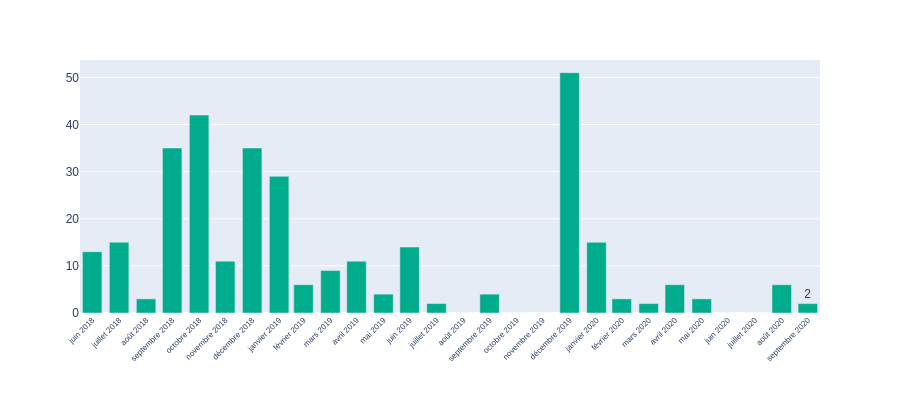 50
40
30
20
10
0
2
juin 2018
juillet 2018
août 2018
septembre 2018
octobre 2018
novembre 2018
décembre 2018
janvier 2019
février 2019
mars 2019
avril 2019
mai 2019
juin 2019
juillet 2019
août 2019
septembre 2019
octobre 2019
novembre 2019
décembre 2019
janvier 2020
février 2020
mars 2020
avril 2020
mai 2020
juin 2020
juillet 2020
août 2020
septembre 2020